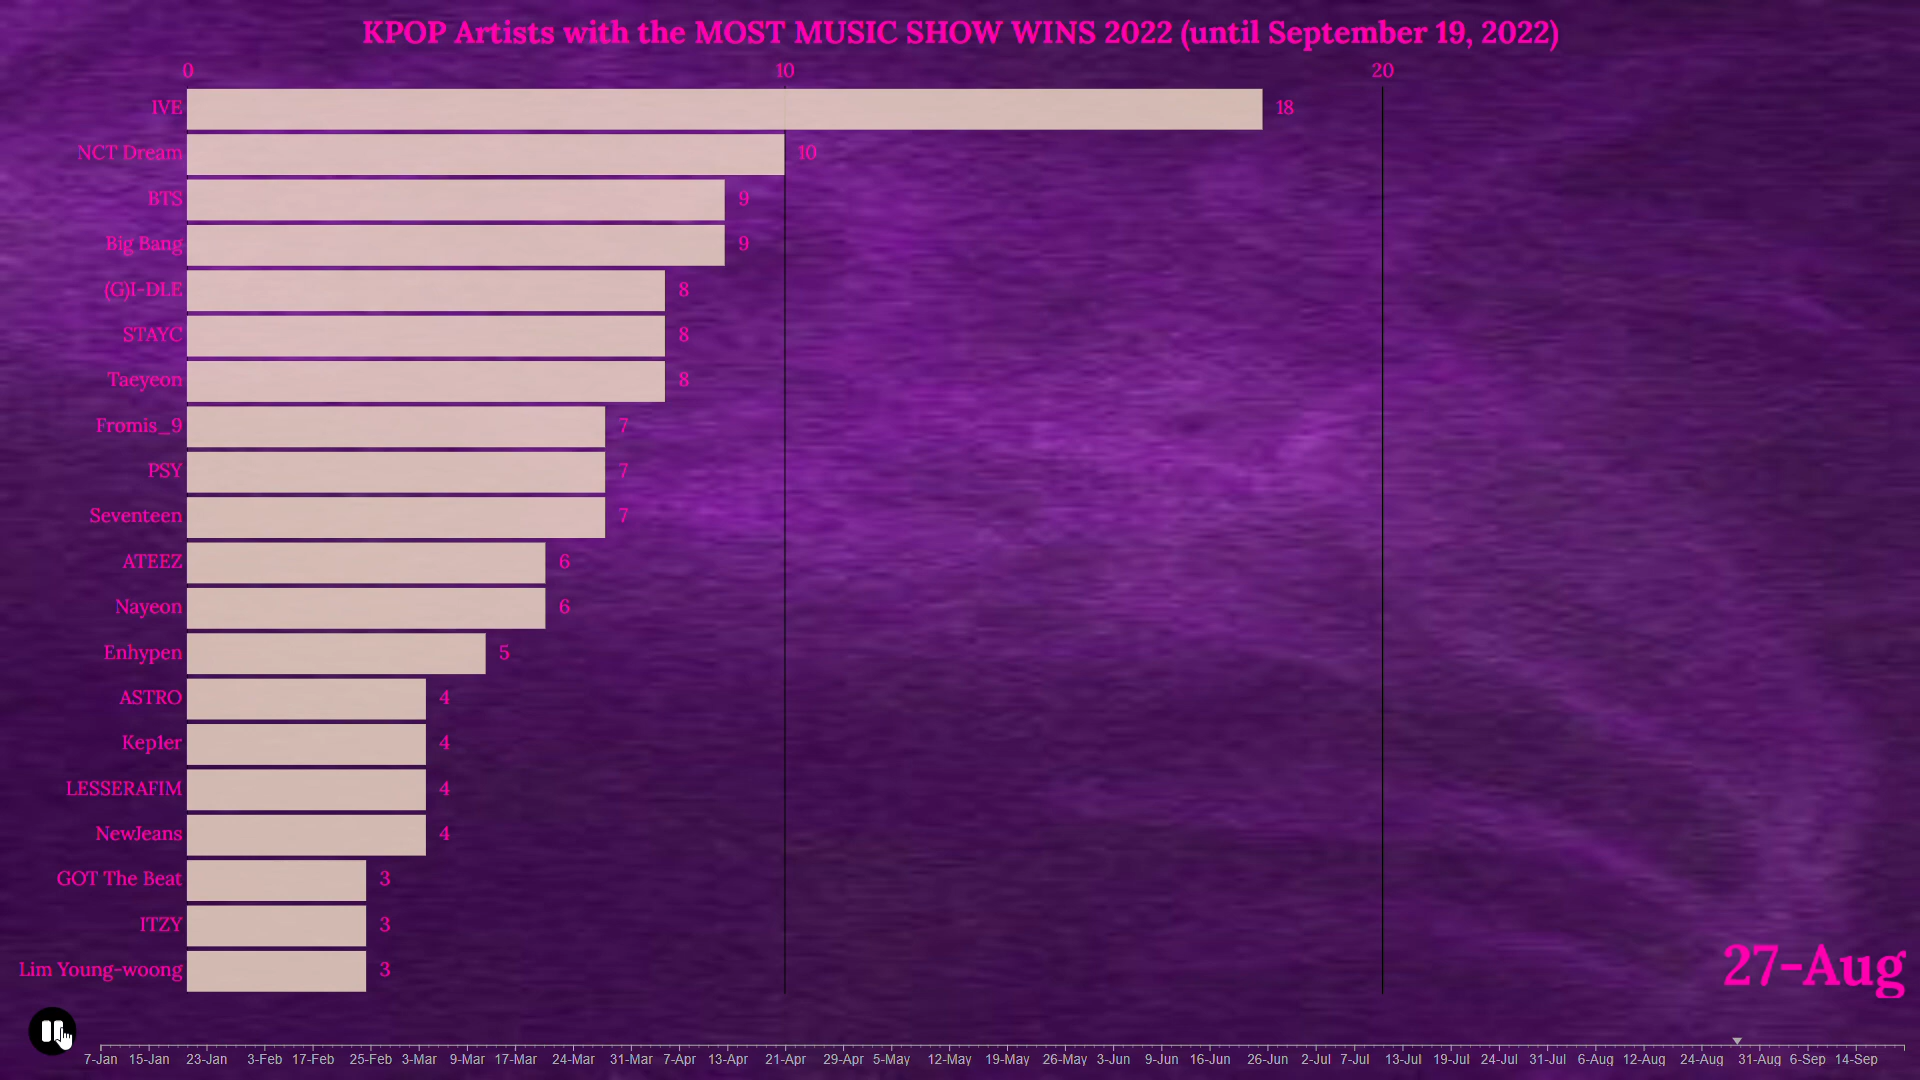 KPOP Artists with the MOST MUSIC SHOW WINS 2022 (until September 19, 2022)
0 10 20
IVE 18
NCT Dream 10
BTS 9
Big Bang 9
(G)I-DLE 8
STAYC 8
Taeyeon 8
Fromis_9 7
PSY 7
Seventeen 7
ATEEZ 6
Nayeon 6
Enhypen 5
ASTRO 4
Kep1er 4
LESSERAFIM 4
NewJeans 4
GOT The Beat 3
ITZY 3
Lim Young-woong 3
27-Aug
7-Jan 15-Jan 23-Jan 3-Feb 17-Feb 25-Feb 3-Mar 9-Mar 17-Mar 24-Mar 31-Mar 7-Apr 13-Apr 21-Apr 29-Apr 5-May 12-May 19-May 26-May 3-Jun 9-Jun 16-Jun 26-Jun 2-Jul 7-Jul 13-Jul 19-Jul 24-Jul 31-Jul 6-Aug 12-Aug 24-Aug 31-Aug 6-Sep 14-Sep